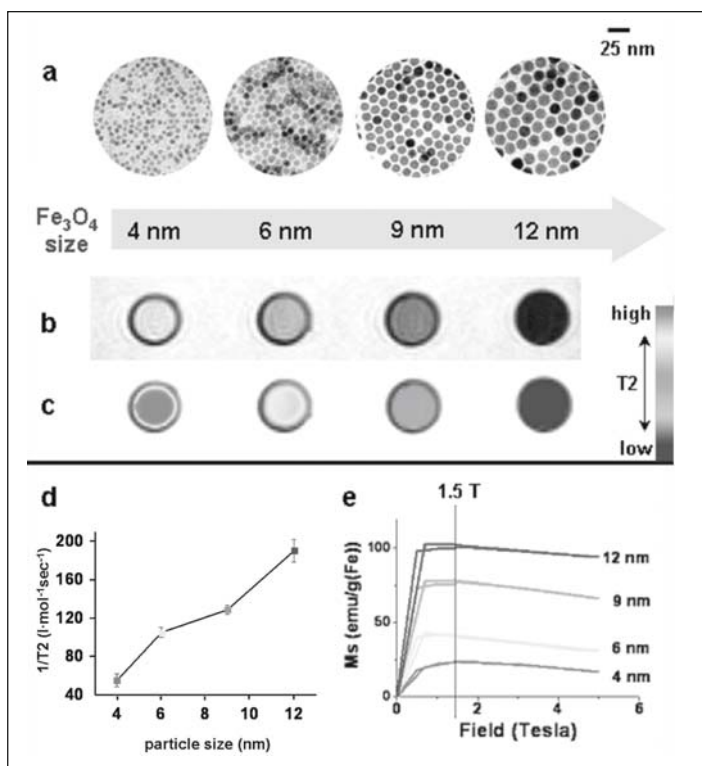 25 nm
a
Fe₃O₄
size
4 nm
6 nm
9 nm
12 nm
b
c
high
T2
low
d
1/T2 (l·mol⁻¹sec⁻¹)
200
160
120
80
40
4
6
8
10
12
particle size (nm)
e
1.5 T
Ms (emu/g(Fe))
100
50
0
0
2
4
6
12 nm
9 nm
6 nm
4 nm
Field (Tesla)